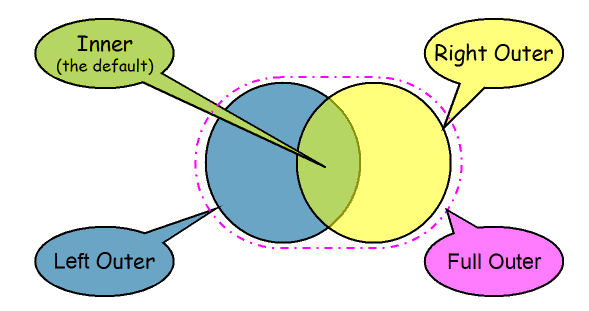 Inner
(the default)
Right Outer
Left Outer
Full Outer